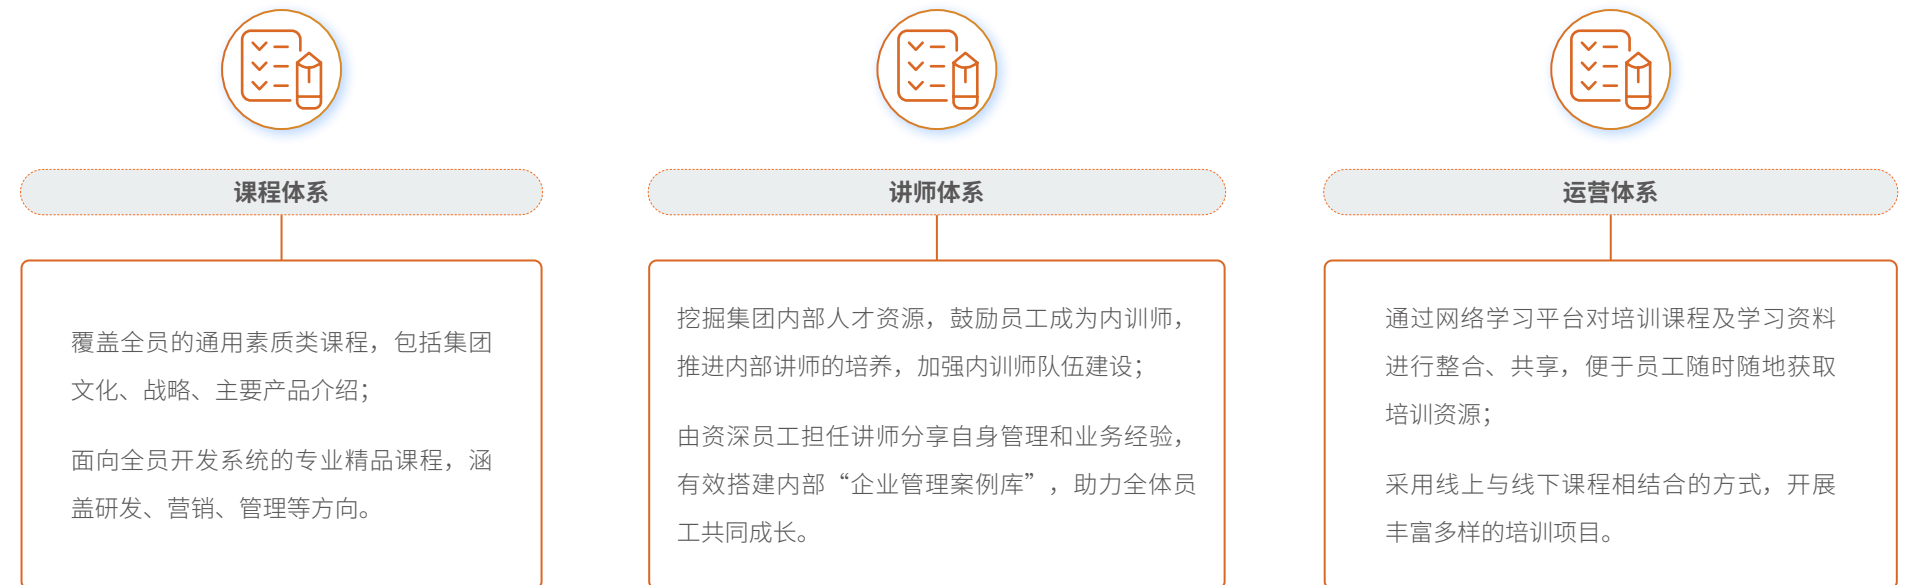 课程体系
覆盖全员的通用素质类课程，包括集团
文化、战略、主要产品介绍；
面向全员开发系统的专业精品课程，涵
盖研发、营销、管理等方向。
讲师体系
挖掘集团内部人才资源，鼓励员工成为内训师，
推进内部讲师的培养，加强内训师队伍建设；
由资深员工担任讲师分享自身管理和业务经验，
有效搭建内部“企业管理案例库”，助力全体员
工共同成长。
运营体系
通过网络学习平台对培训课程及学习资料
进行整合、共享，便于员工随时随地获取
培训资源；
采用线上与线下课程相结合的方式，开展
丰富多样的培训项目。